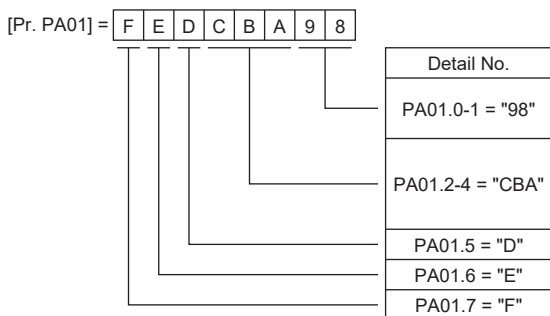 [Pr. PA01] = F E D C B A 9 8
Detail No.
PA01.0-1 = "98"
PA01.2-4 = "CBA"
PA01.5 = "D"
PA01.6 = "E"
PA01.7 = "F"